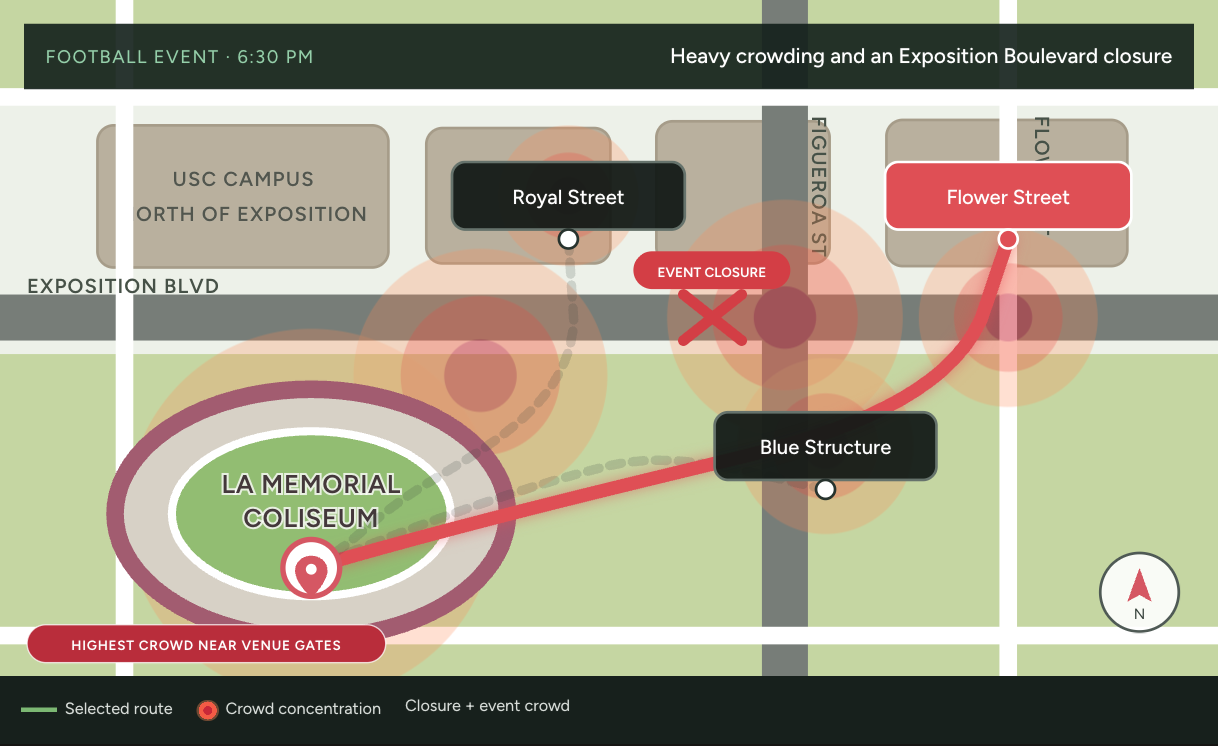 FOOTBALL EVENT · 6:30 PM
Heavy crowding and an Exposition Boulevard closure
USC CAMPUS
ORTH OF EXPOSITION
Royal Street
FIGUEROA ST
Flower Street
EVENT CLOSURE
EXPOSITION BLVD
Blue Structure
LA MEMORIAL
COLISEUM
N
HIGHEST CROWD NEAR VENUE GATES
Selected route
Crowd concentration
Closure + event crowd